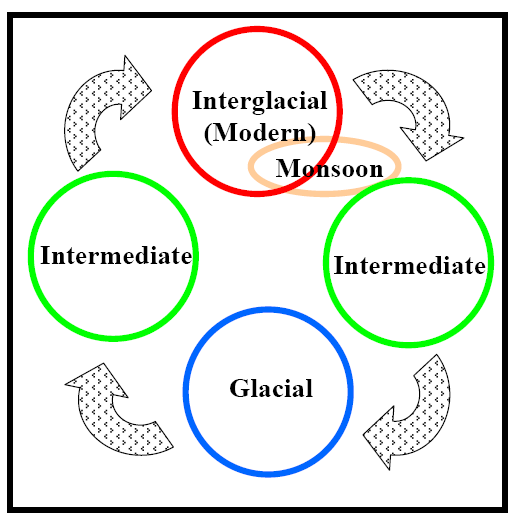 Interglacial
(Modern)
Monsoon
Intermediate
Intermediate
Glacial